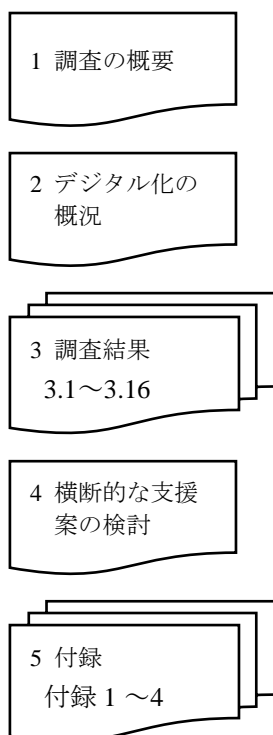 1 調査の概要
2 デジタル化の
概況
3 調査結果
3.1～3.16
4 横断的な支援
案の検討
5 付録
付録 1 ～4